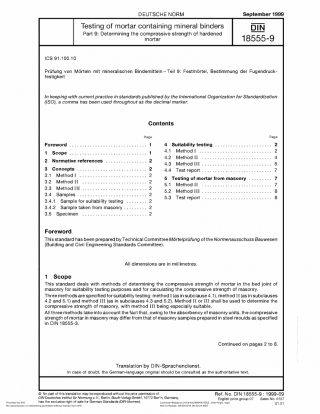 DEUTSCHE NORM
September 1999
Testing of mortar containing mineral binders
Part 9: Determining the compressive strength of hardened
mortar
DIN
18555-9
ICS 91.100.10
Prüfung von Mörteln mit mineralischen Bindemitteln – Teil 9: Festmörtel, Bestimmung der Fugendruck-
festigkeit
In keeping with current practice in standards published by the International Organization for Standardization
(ISO), a comma has been used throughout as the decimal marker.
Contents
Page
Foreword 1
1 Scope 1
2 Normative references 2
3 Concepts 2
3.1 Method I 2
3.2 Method II 2
3.3 Method III 2
3.4 Samples 2
3.4.1 Sample for suitability testing 2
3.4.2 Sample taken from masonry 2
3.5 Specimen 2
Page
4 Suitability testing 2
4.1 Method I 2
4.2 Method II 4
4.3 Method III 6
4.4 Test report 7
5 Testing of mortar from masonry 7
5.1 Method II 7
5.2 Method III 8
5.3 Test report 8
Foreword
This standard has been prepared by Technical Committee Mörtelprüfung of the Normenausschuss Bauwesen
(Building and Civil Engineering Standards Committee).
All dimensions are in millimetres.
1 Scope
This standard deals with methods of determining the compressive strength of mortar in the bed joint of
masonry for suitability testing purposes and for calculating the compressive strength of masonry.
Three methods are specified for suitability testing: method I (as in subclause 4.1), method II (as in subclauses
4.2 and 5.1) and method III (as in subclauses 4.3 and 5.2). Method II or III shall be used to determine the
compressive strength of masonry, with method III being especially suitable.
All three methods take into account the fact that, owing to the absorbency of masonry units, the compressive
strength of mortar in masonry may differ from that of masonry samples prepared in steel moulds as specified
in DIN 18555-3.
Continued on pages 2 to 8.
Translation by DIN-Sprachendienst.
In case of doubt, the German-language original should be consulted as the authoritative text.
© No part of this translation may be reproduced without the prior permission of
DIN Deutsches Institut für Normung e. V., Berlin. Beuth Verlag GmbH, 10772 Berlin, Germany,
has the exclusive right of sale for German Standards (DIN-Normen).
Ref. No. DIN 18555-9 : 1999-09
English price group 07